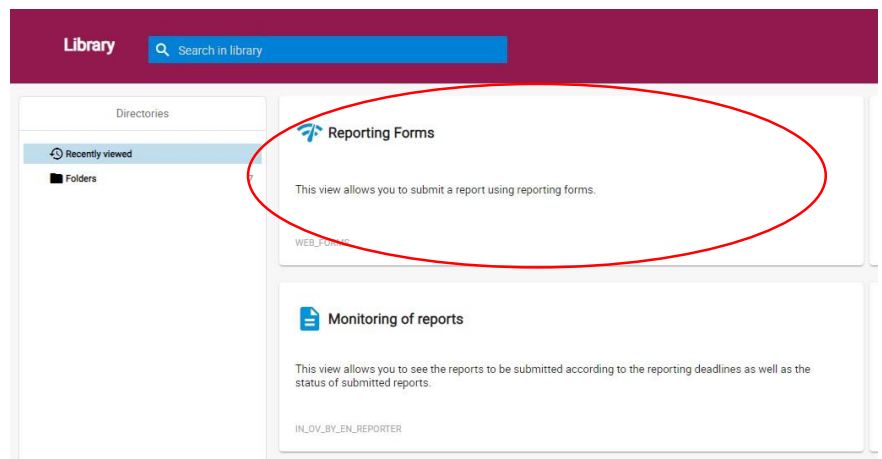 Library
Search in library
Directories
Recently viewed
Folders
7
Reporting Forms
This view allows you to submit a report using reporting forms.
WEB_FORMS
Monitoring of reports
This view allows you to see the reports to be submitted according to the reporting deadlines as well as the
status of submitted reports.
IN_OV_BY_EN_REPORTER